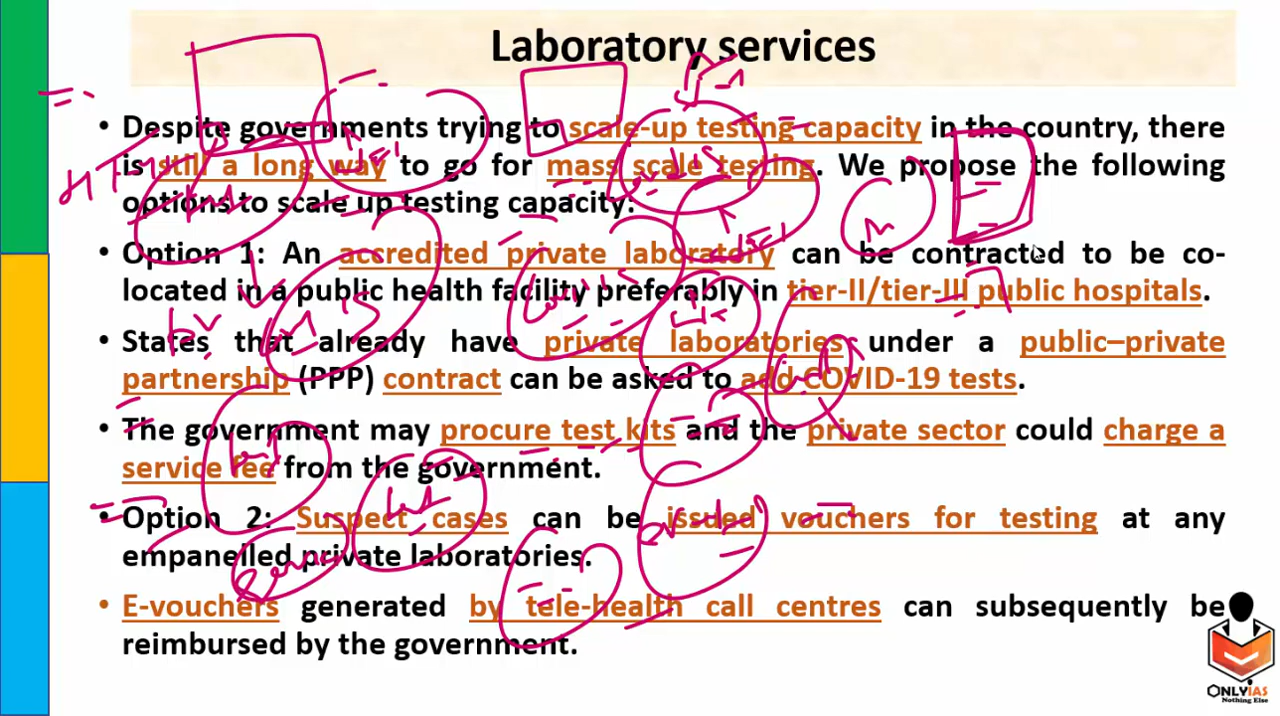 Laboratory services
• Despite governments trying to scale-up testing capacity in the country, there
is still a long way to go for mass scale testing. We propose the following
options to scale up testing capacity:
• Option 1: An accredited private laboratory can be contracted to be co-
located in a public health facility preferably in tier-II/tier-III public hospitals.
• States that already have private laboratories under a public–private
partnership (PPP) contract can be asked to add COVID-19 tests.
• The government may procure test kits and the private sector could charge a
service fee from the government.
• Option 2: Suspect cases can be issued vouchers for testing at any
empanelled private laboratories.
• E-vouchers generated by tele-health call centres can subsequently be
reimbursed by the government.
ONLYIAS
Nothing Else